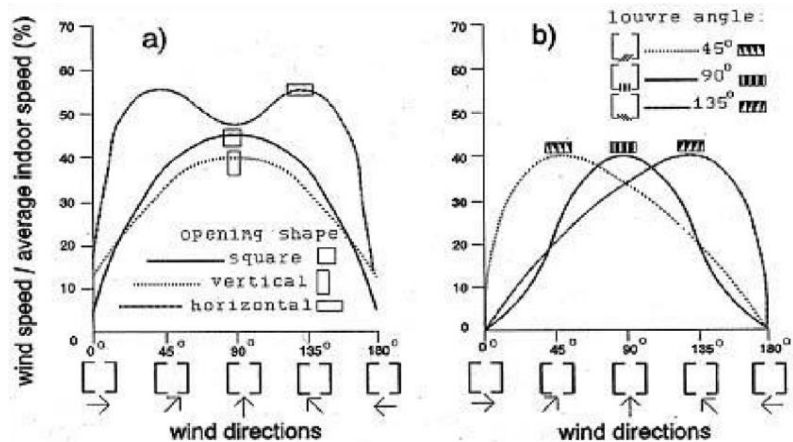 wind speed / average indoor speed (%)
a)
70
60
50
40
30
20
10
0
opening shape
square
vertical
horizontal
0° 45° 90° 135° 180°
wind directions
b)
louvre angle:
45°
90°
135°
70
60
50
40
30
20
10
0
0° 45° 90° 135° 180°
wind directions